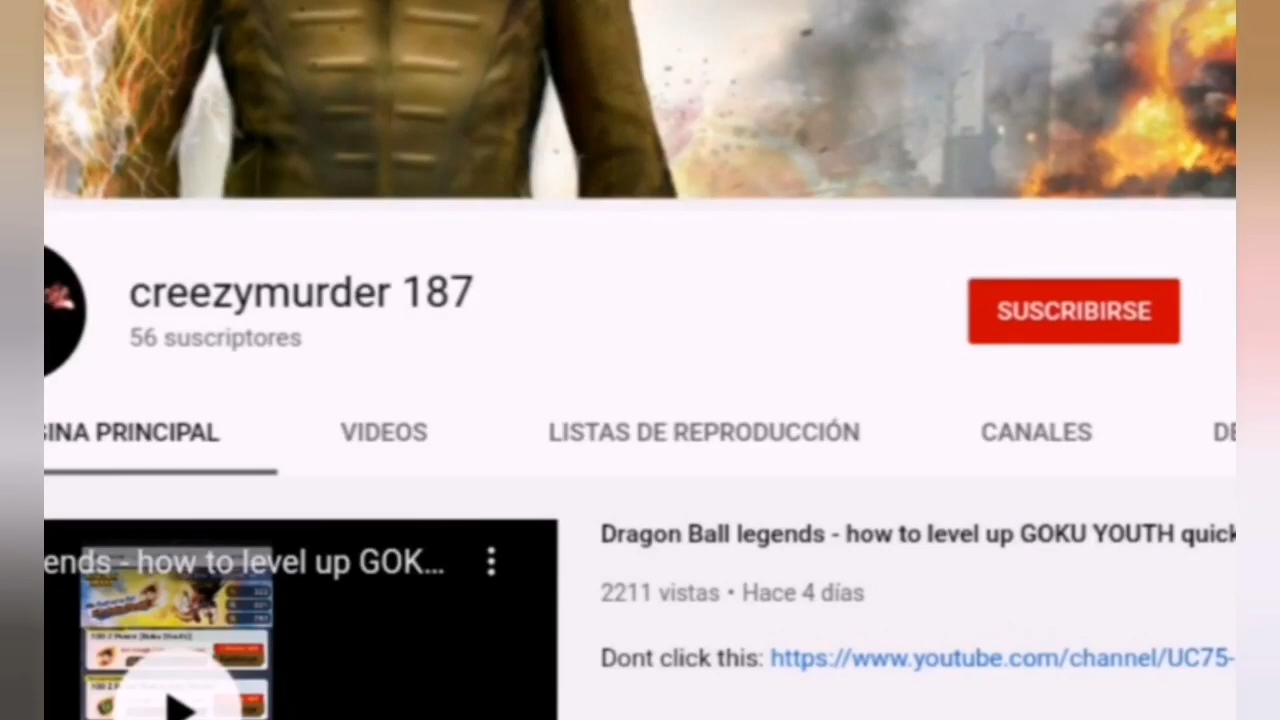 creezymurder 187
56 suscriptores
SUSCRIBIRSE
GINA PRINCIPAL
VIDEOS
LISTAS DE REPRODUCCIÓN
CANALES
DE
Dragon Ball legends - how to level up GOKU YOUTH quick
ends - how to level up GOK...
2211 vistas • Hace 4 días
Dont click this: https://www.youtube.com/channel/UC75-